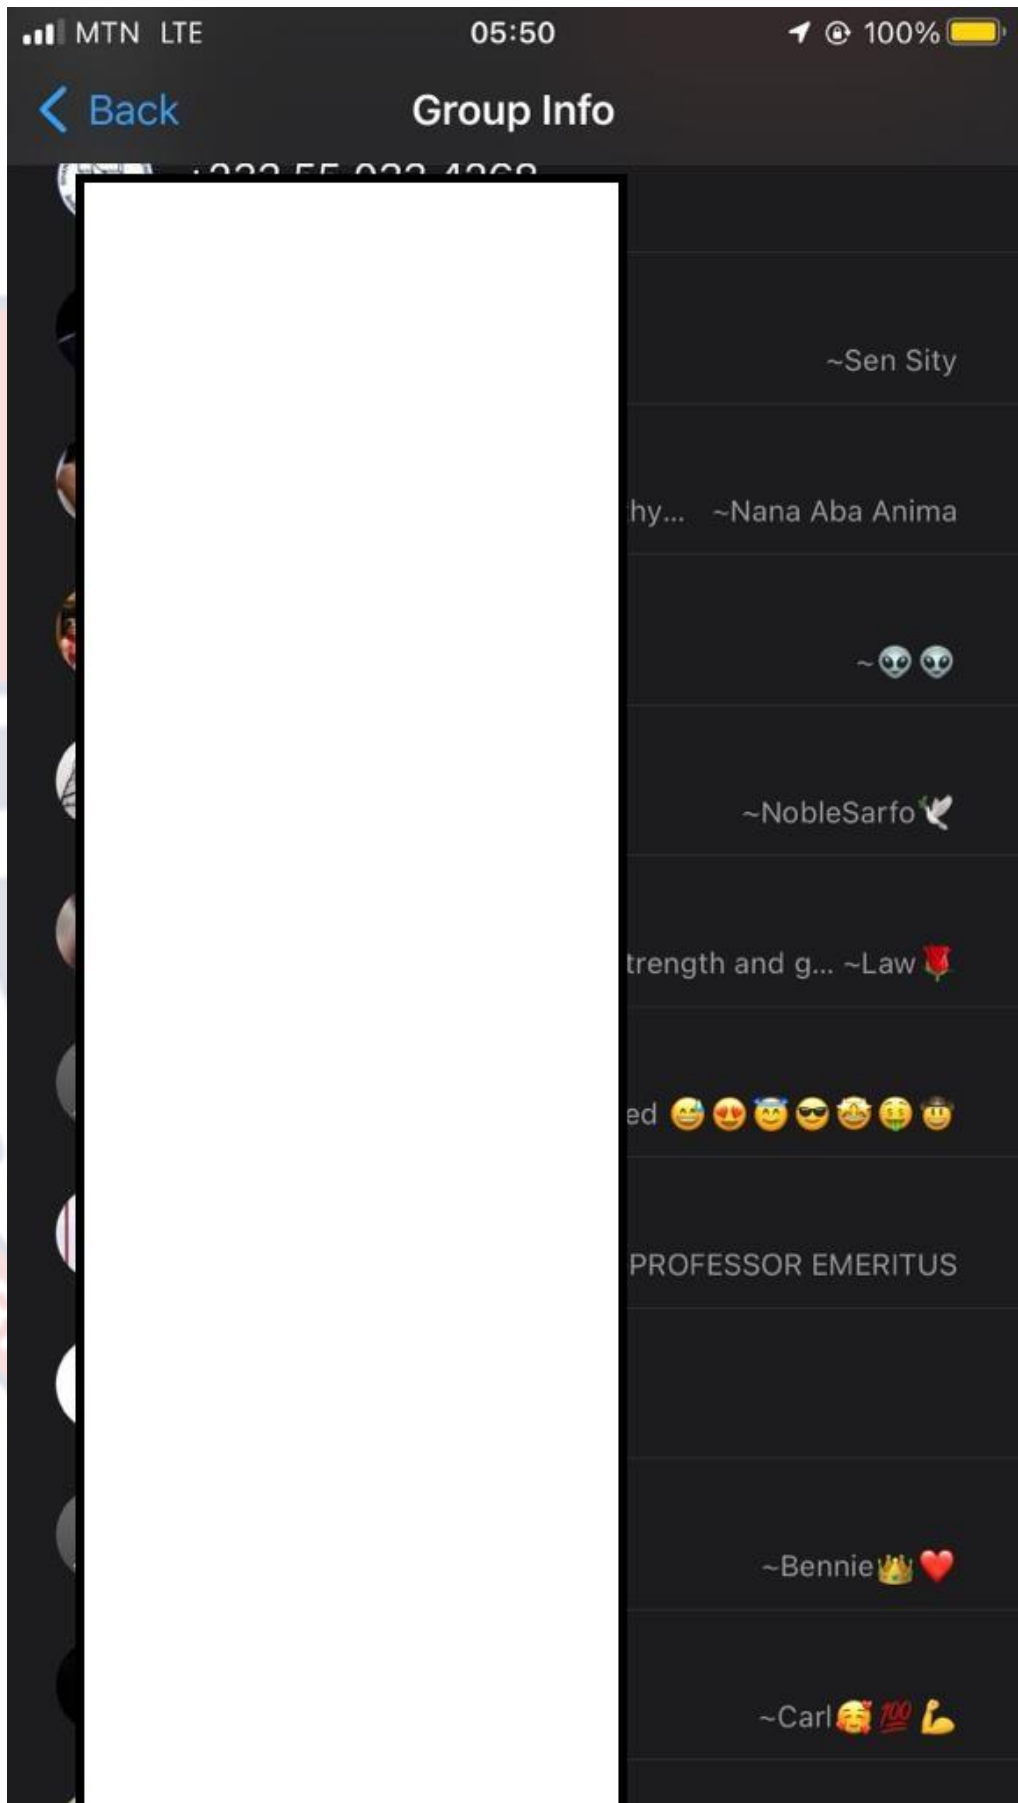 MTN LTE 05:50 100%
Back Group Info
~Sen Sity
hy... ~Nana Aba Anima
~👽👽
~NobleSarfo🕊
trength and g... ~Law🌹
ed 😅😍😇😎🤩🤑🤠
PROFESSOR EMERITUS
~Bennie👑❤️
~Carl🥰💯💪